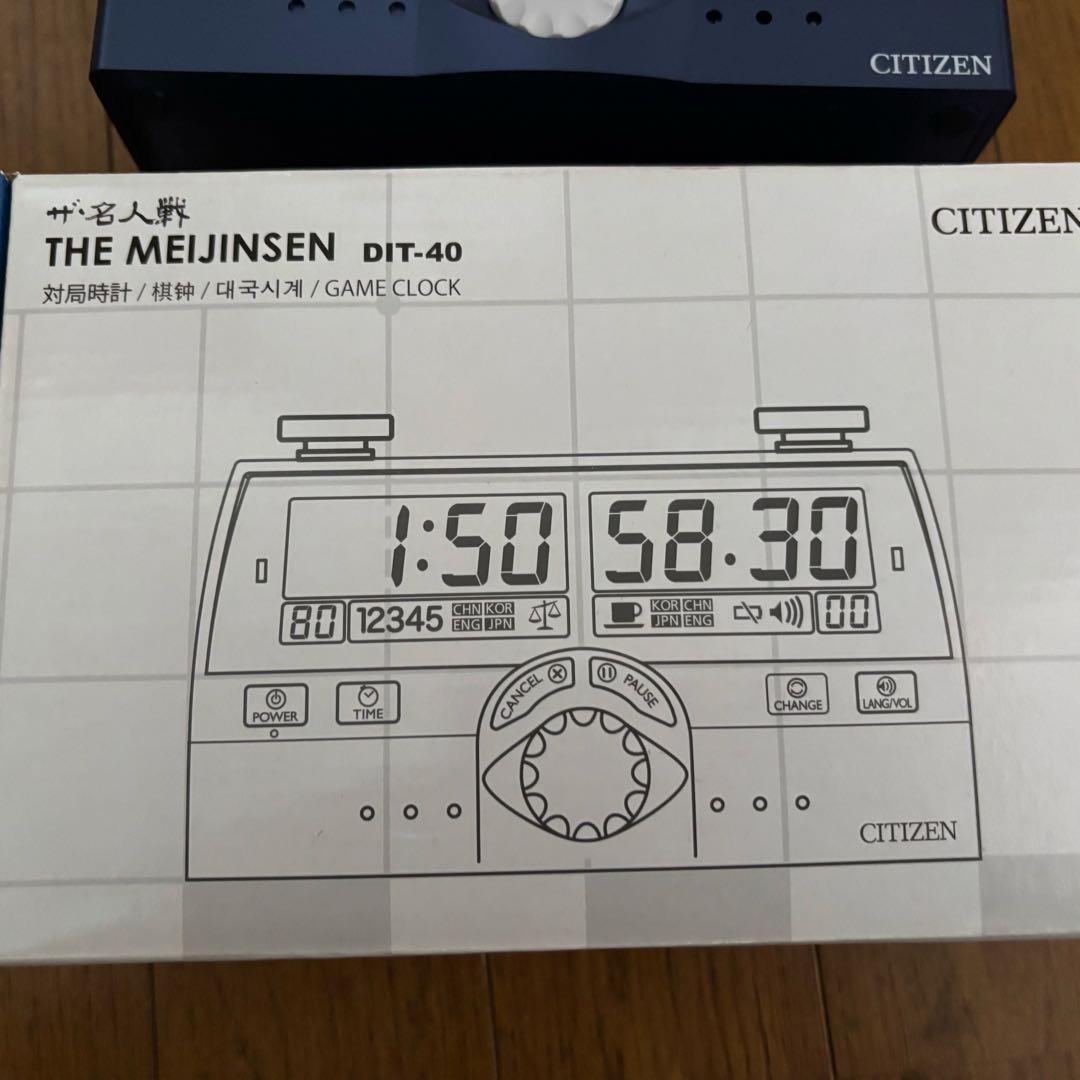 CITIZEN
ザ・名人戦
THE MEIJINSEN DIT-40
CITIZEN
対局時計 / 棋钟 / 대국시계 / GAME CLOCK
1:50
58.30
80
12345
CHN KOR
ENG JPN
KOR CHN
JPN ENG
00
POWER
TIME
CANCEL
PAUSE
CHANGE
LANG/VOL
CITIZEN